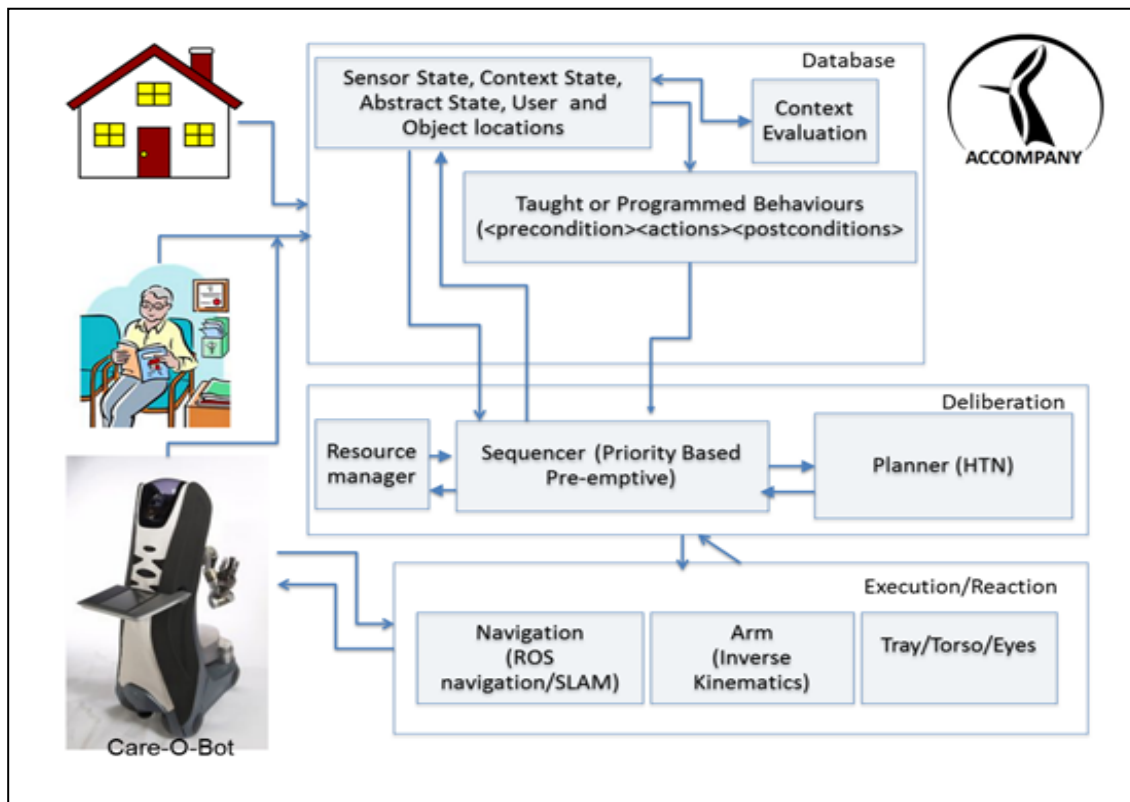 Database
Sensor State, Context State,
Abstract State, User and
Object locations
Context
Evaluation
ACCOMPANY
Taught or Programmed Behaviours
(<precondition><actions><postconditions>
Deliberation
Resource
manager
Sequencer (Priority Based
Pre-emptive)
Planner (HTN)
Execution/Reaction
Navigation
(ROS
navigation/SLAM)
Arm
(Inverse
Kinematics)
Tray/Torso/Eyes
Care-O-Bot